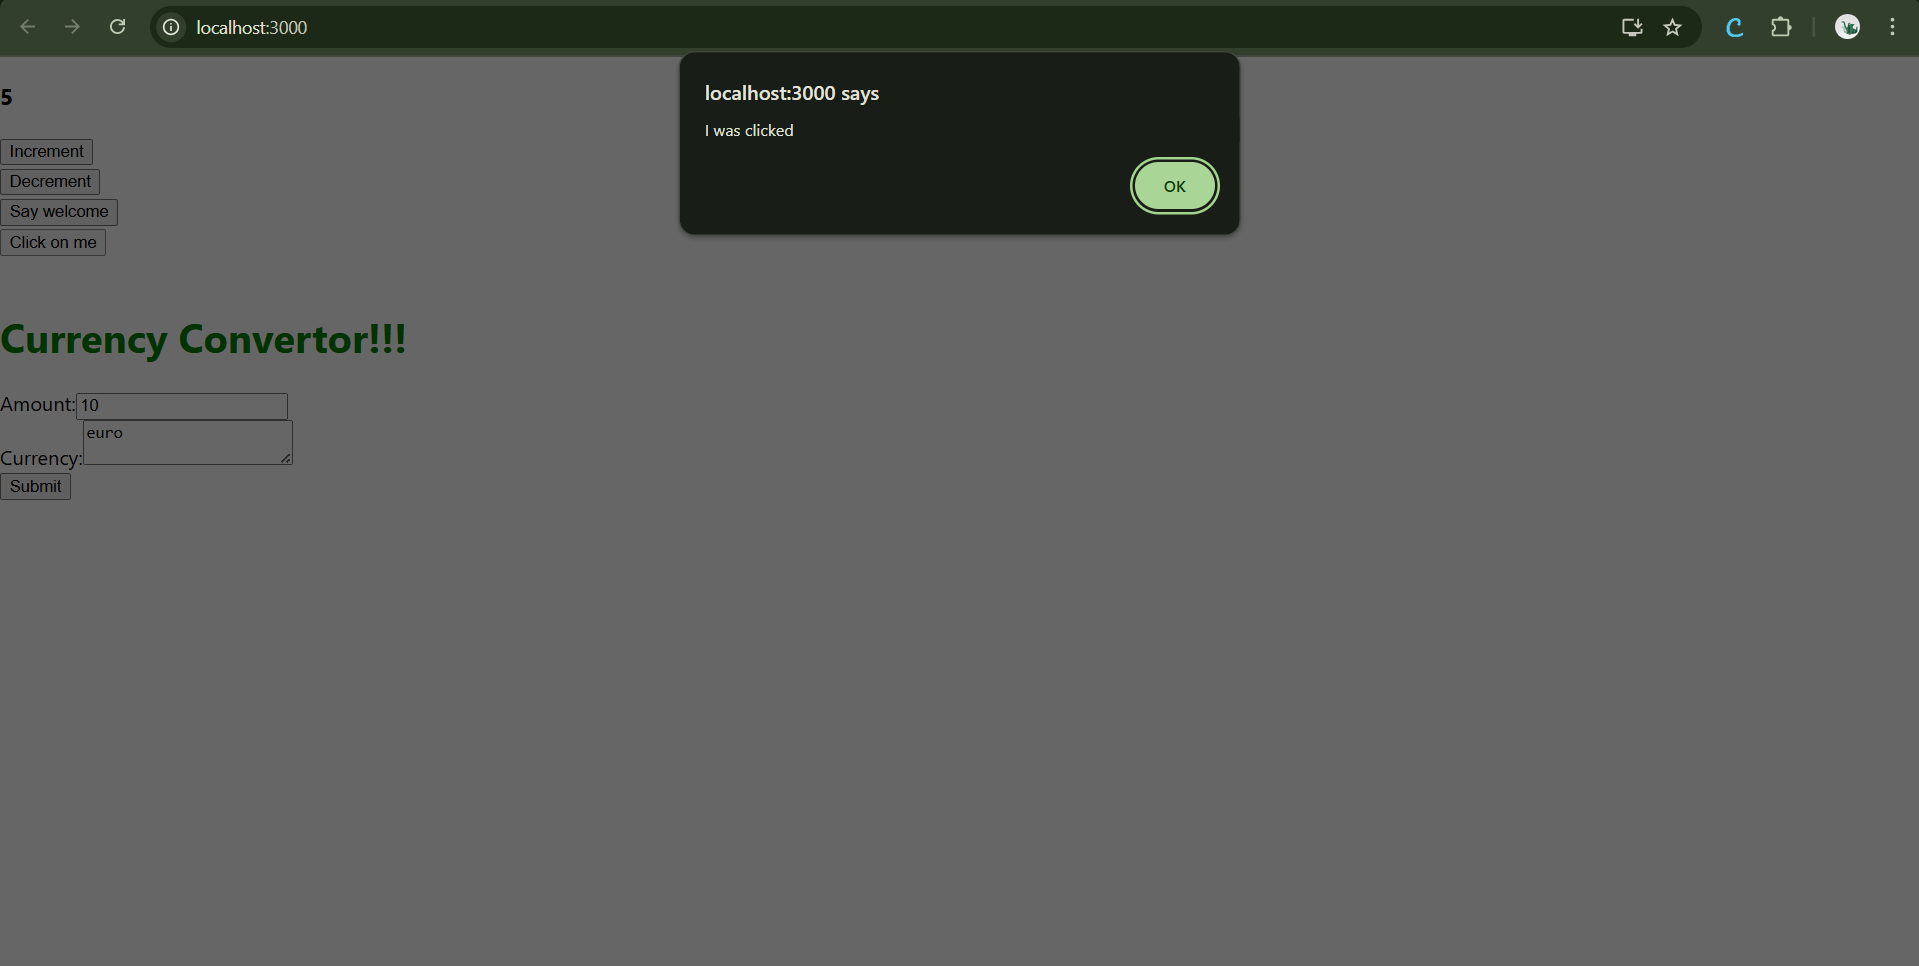 localhost:3000
localhost:3000 says
I was clicked
OK
5
Increment
Decrement
Say welcome
Click on me
Currency Convertor!!!
Amount:10
euro
Currency:
Submit